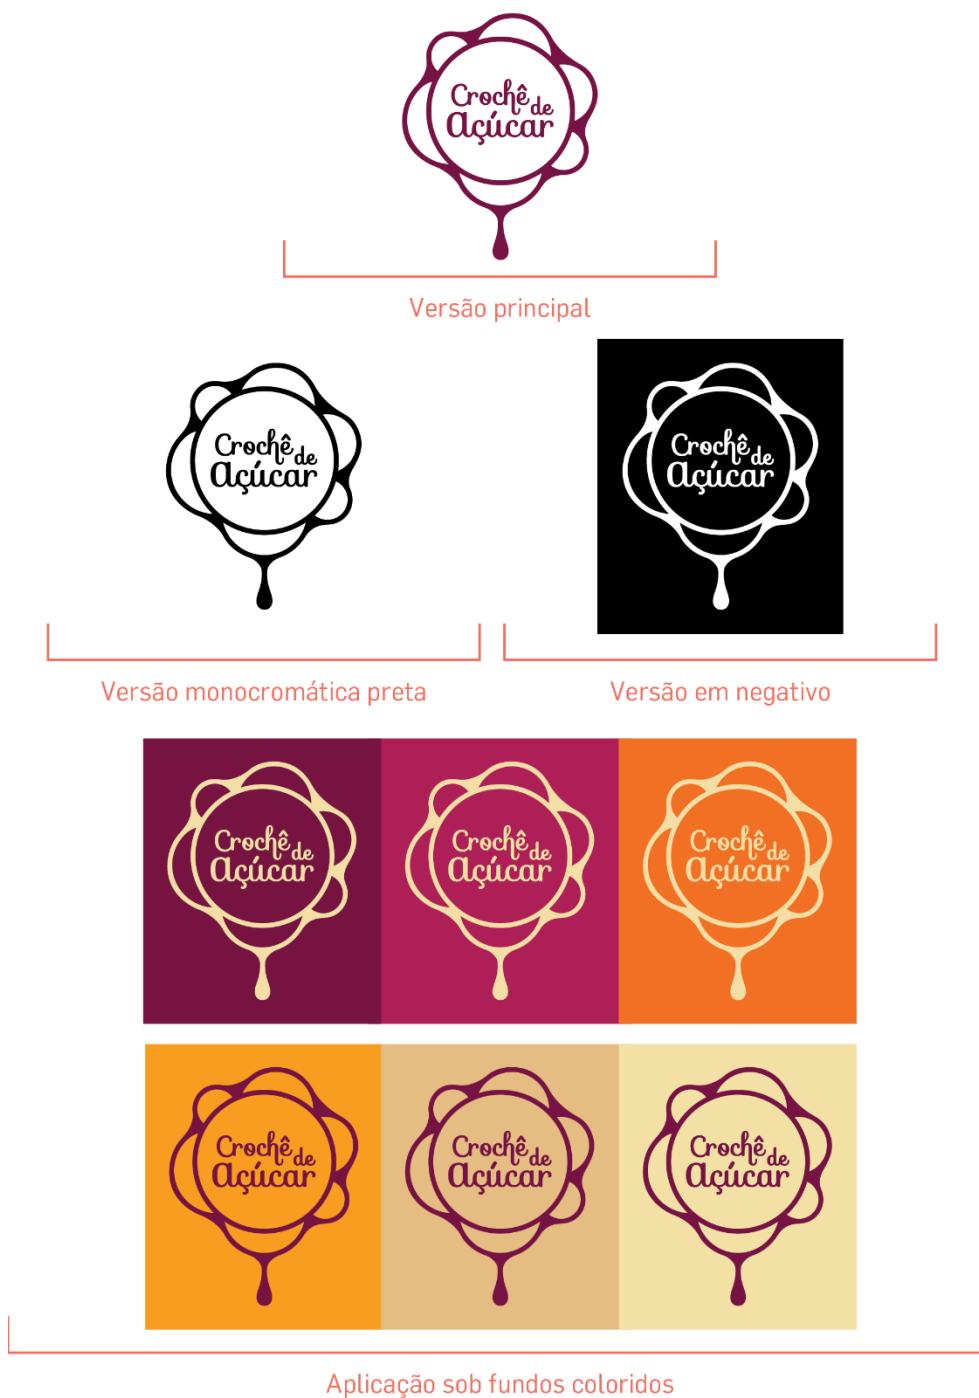 Crochê de
Açúcar
Versão principal
Crochê de
Açúcar
Crochê de
Açúcar
Versão monocromática preta
Versão em negativo
Crochê de
Açúcar
Crochê de
Açúcar
Crochê de
Açúcar
Crochê de
Açúcar
Crochê de
Açúcar
Crochê de
Açúcar
Aplicação sob fundos coloridos